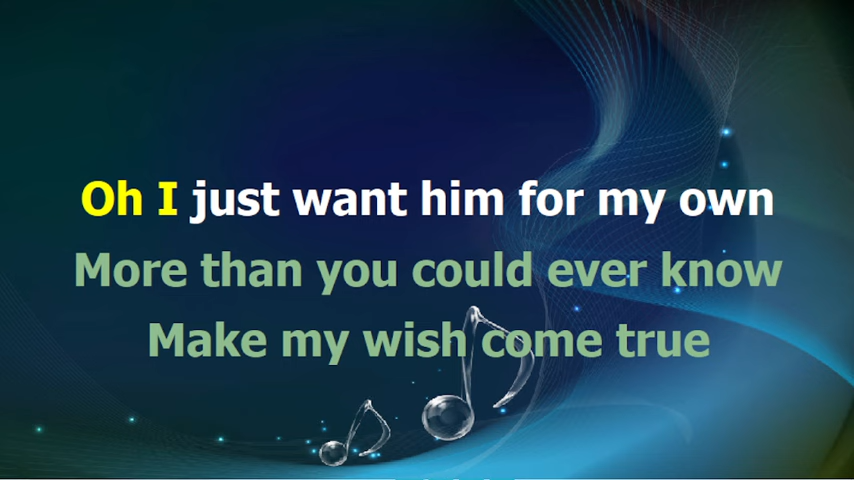 Oh I just want him for my own
More than you could ever know
Make my wish come true